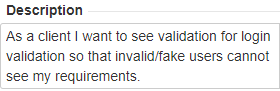 Description
As a client I want to see validation for login
validation so that invalid/fake users cannot
see my requirements.